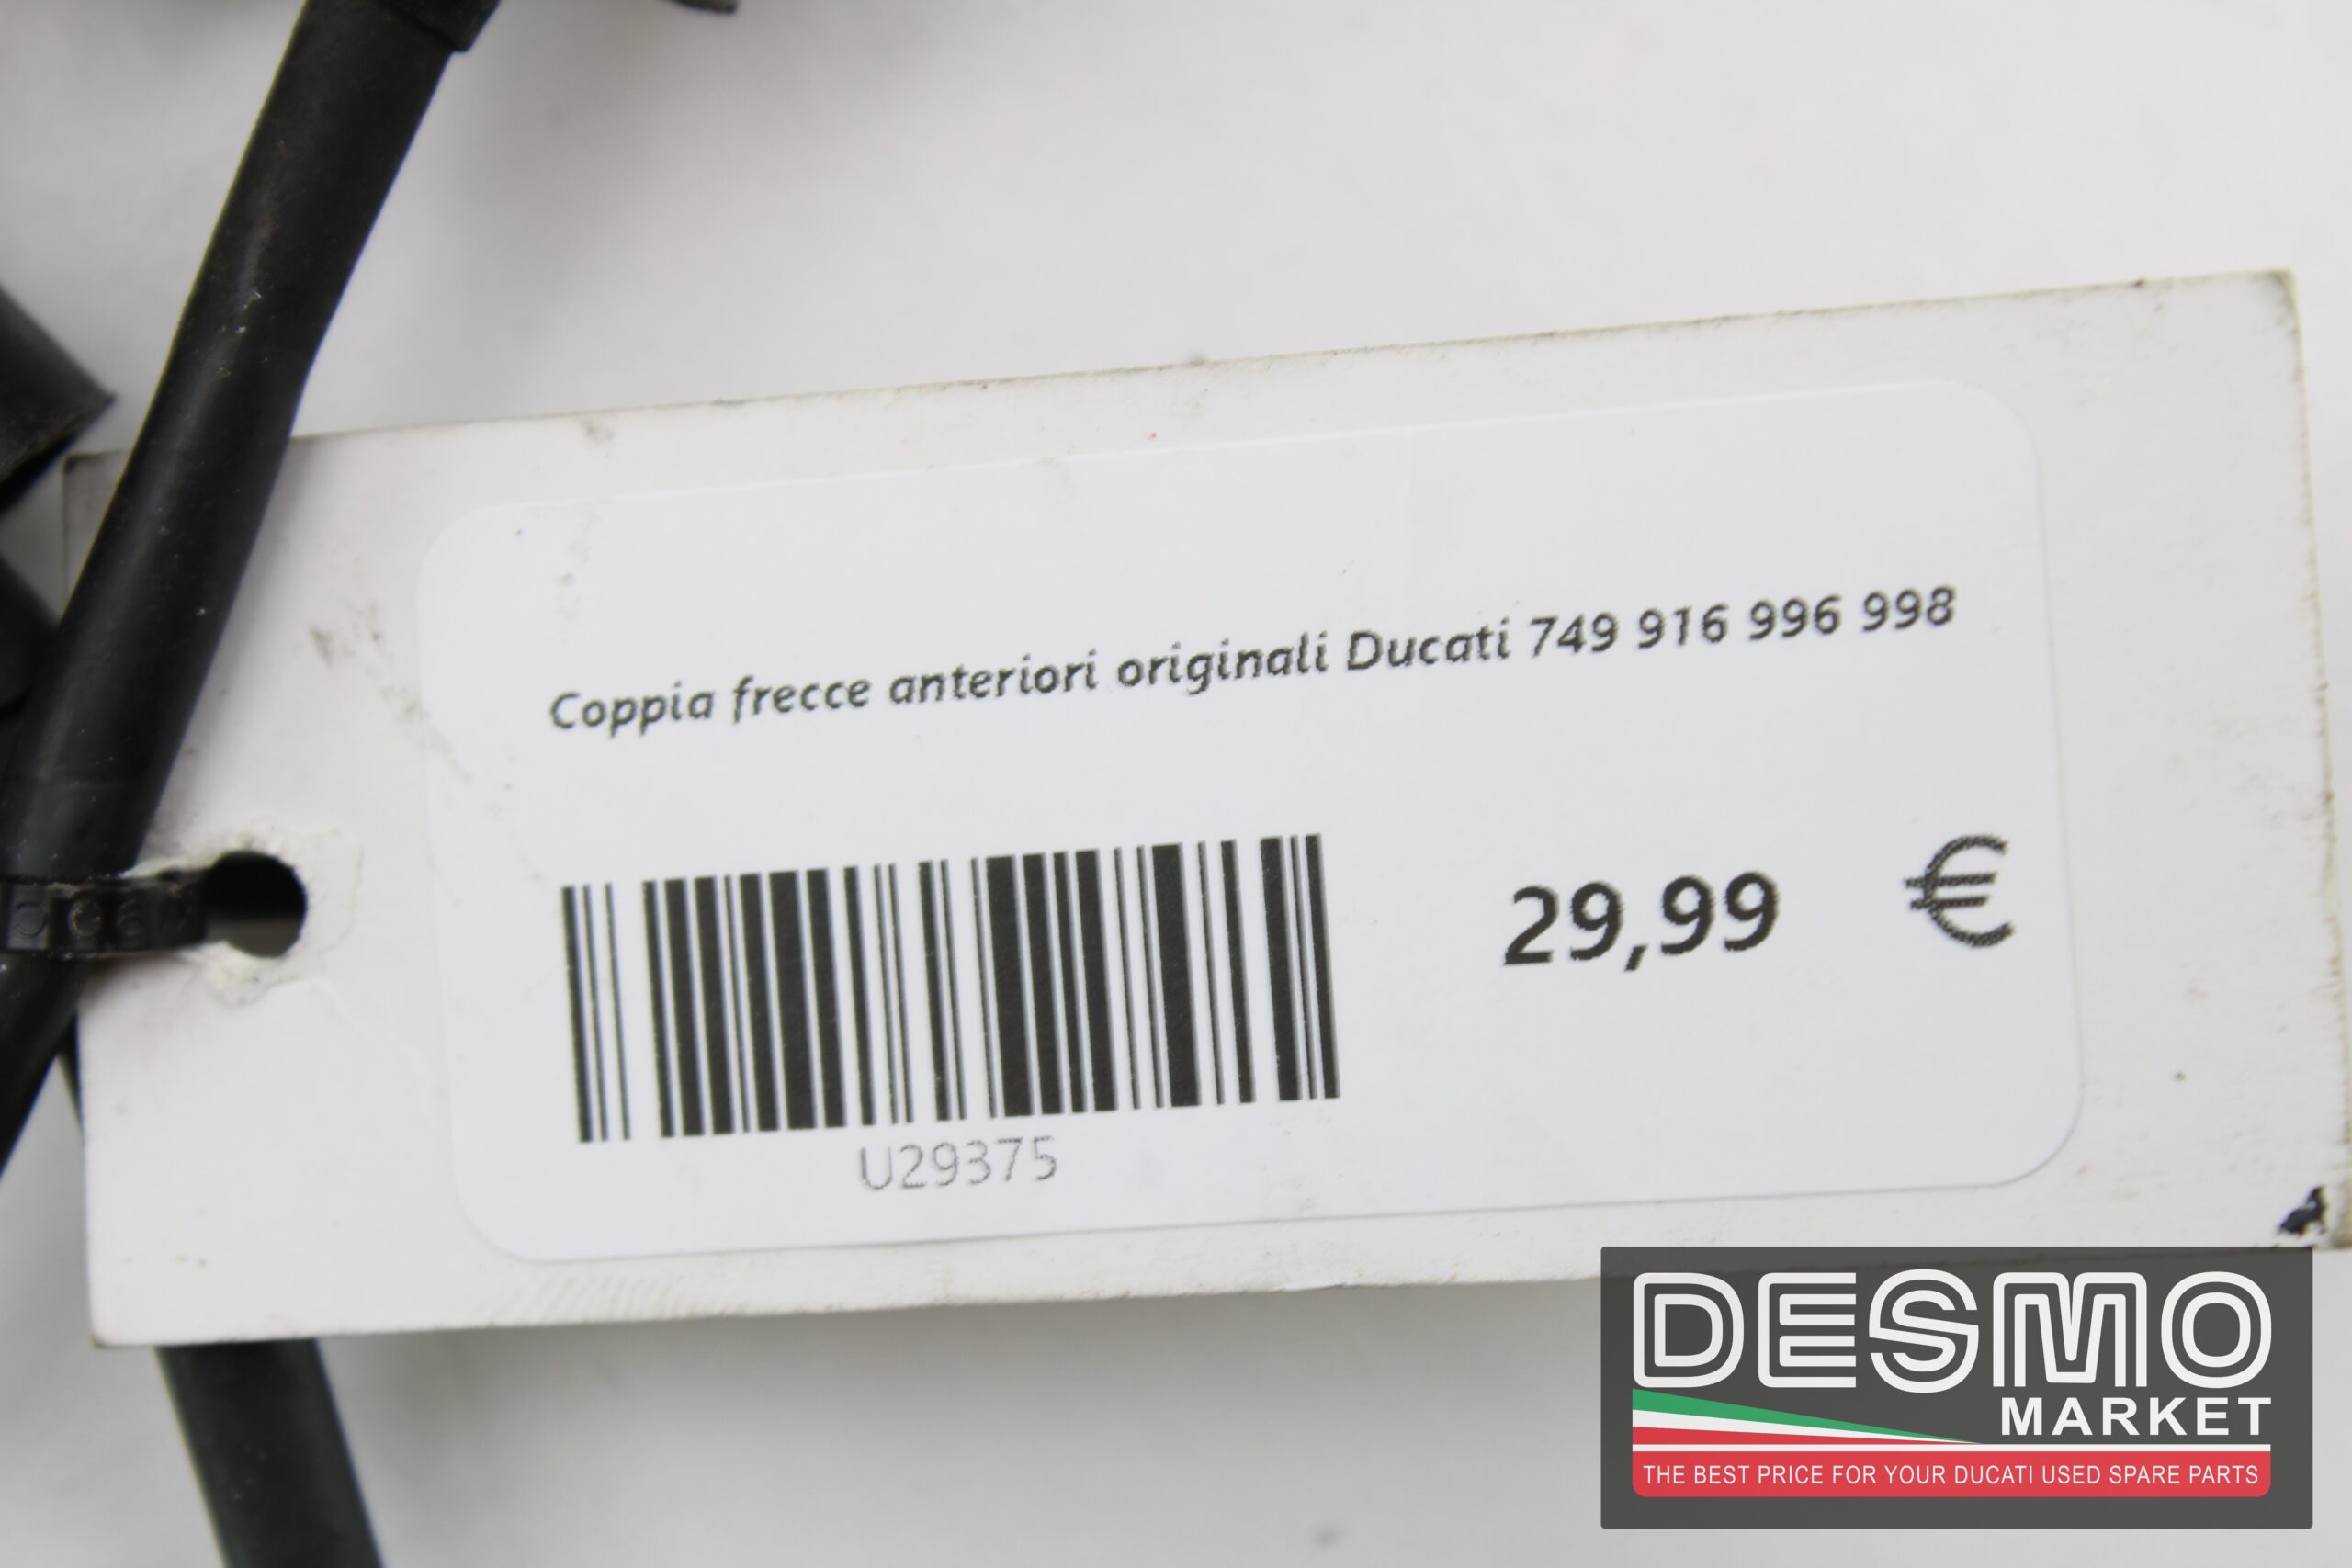 Coppia frecce anteriori originali Ducati 749 916 996 998
29,99 €
U29375
DESMO
MARKET
THE BEST PRICE FOR YOUR DUCATI USED SPARE PARTS